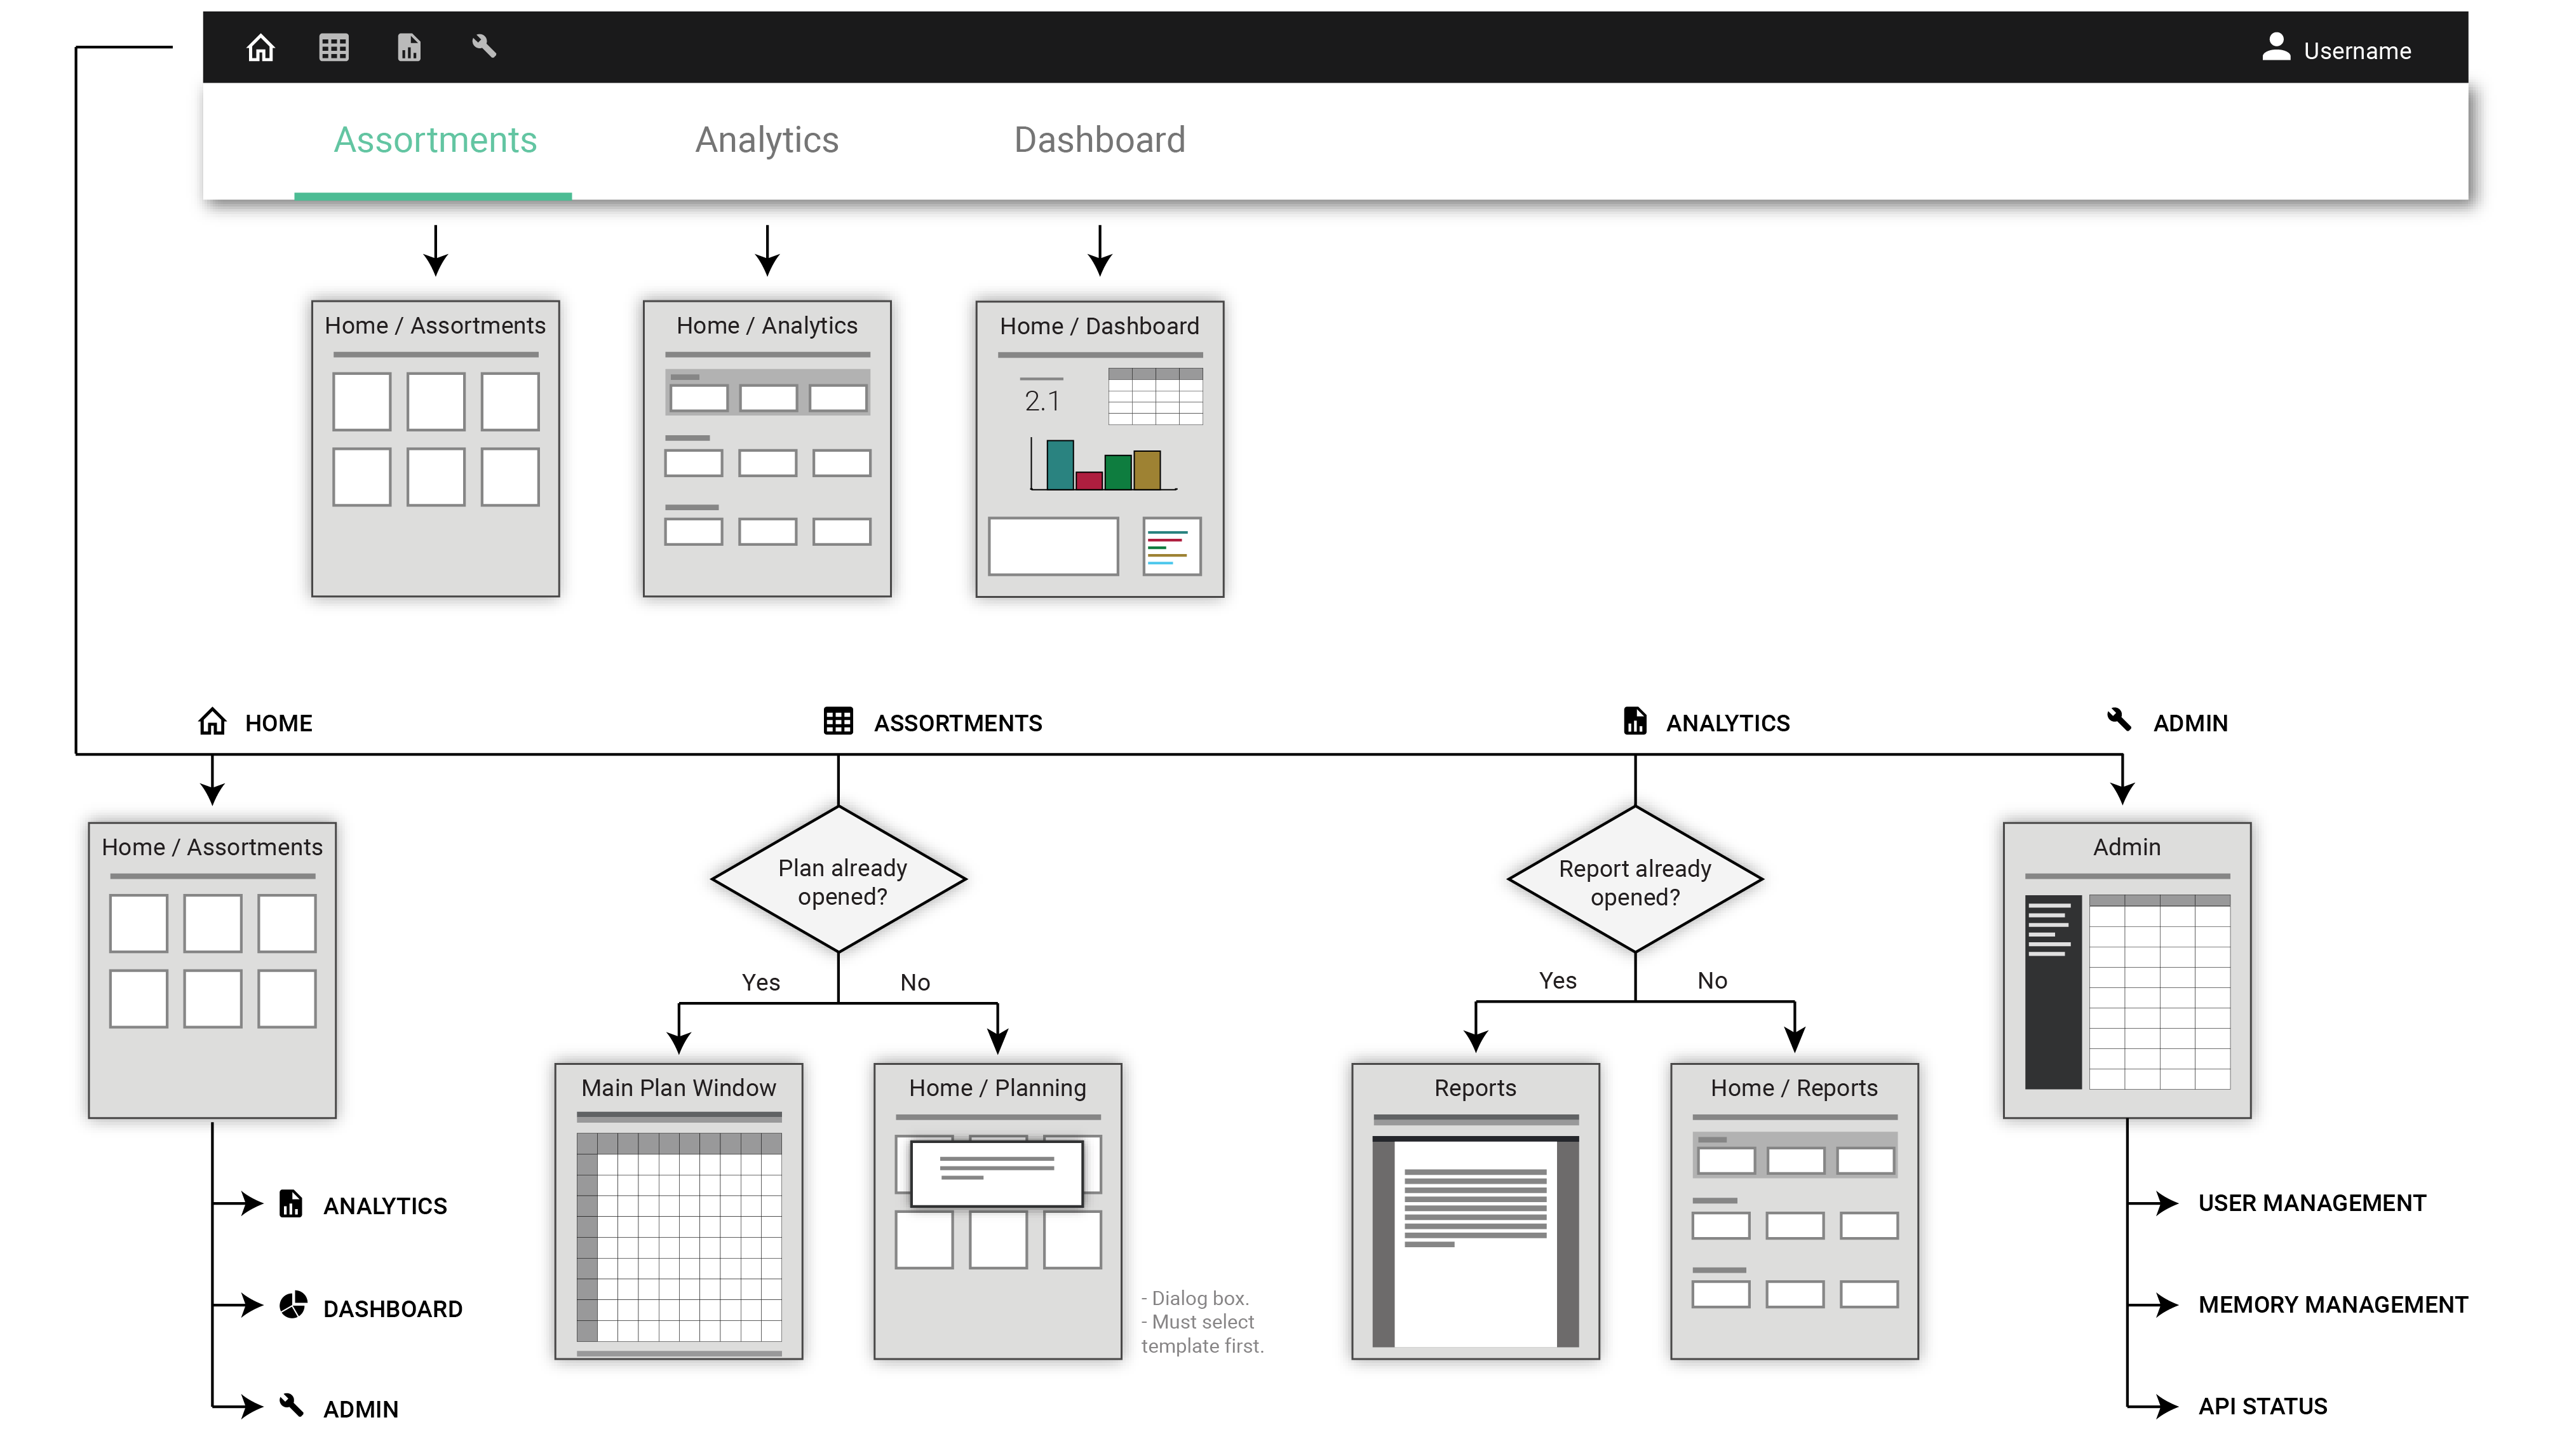 Username
Assortments
Analytics
Dashboard
Home / Assortments
Home / Analytics
Home / Dashboard
2.1
HOME
ASSORTMENTS
ANALYTICS
ADMIN
Home / Assortments
Plan already
opened?
Report already
opened?
Admin
Yes
No
Yes
No
Main Plan Window
Home / Planning
Reports
Home / Reports
ANALYTICS
DASHBOARD
ADMIN
- Dialog box.
- Must select
template first.
USER MANAGEMENT
MEMORY MANAGEMENT
API STATUS